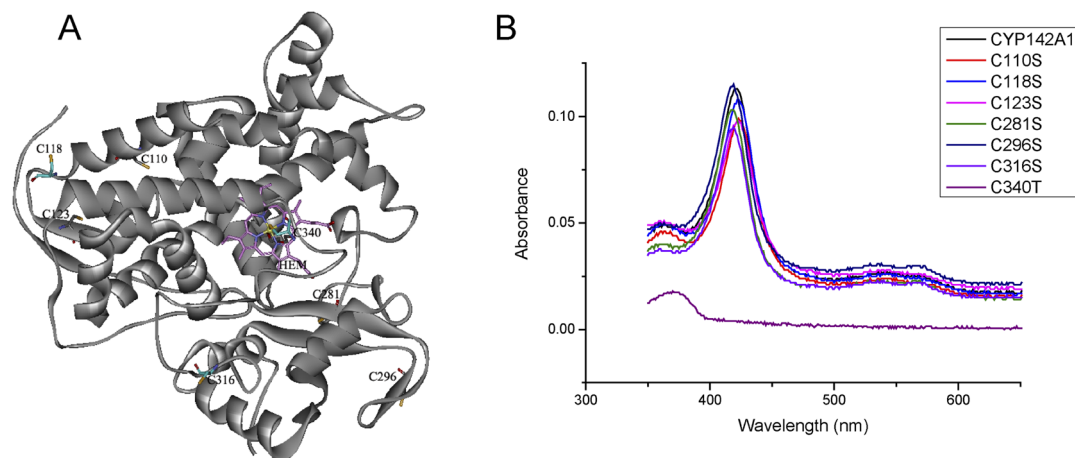 A
C118
C110
C123
C340
HEM
C281
C316
C296
B
CYP142A1
C110S
C118S
C123S
C281S
C296S
C316S
C340T
0.10
0.05
0.00
Absorbance
300
400
500
600
Wavelength (nm)